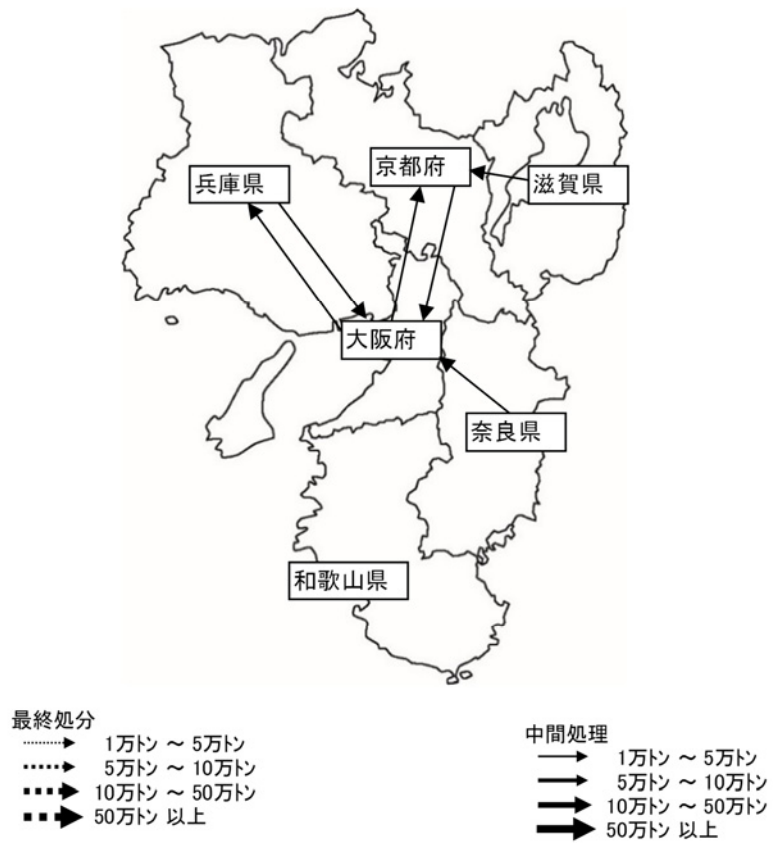 京都府
兵庫県
滋賀県
大阪府
奈良県
和歌山県
最終処分
1万トン ～ 5万トン
5万トン ～ 10万トン
10万トン ～ 50万トン
50万トン 以上
中間処理
1万トン ～ 5万トン
5万トン ～ 10万トン
10万トン ～ 50万トン
50万トン 以上